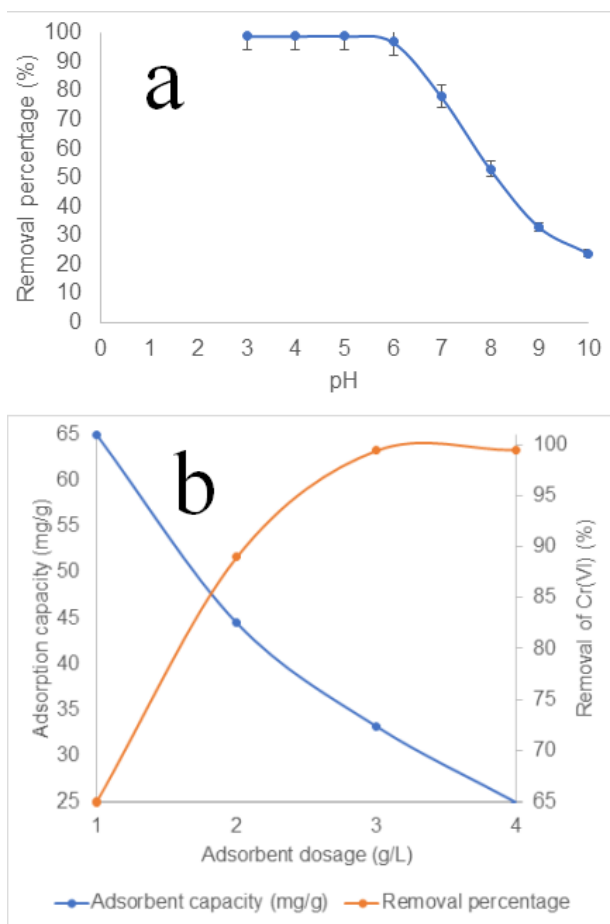 Removal percentage (%)
100
90
80
70
60
50
40
30
20
10
0
a
0 1 2 3 4 5 6 7 8 9 10
pH
Adsorption capacity (mg/g)
65
60
55
50
45
40
35
30
25
b
100
95
90
85
80
75
70
65
Removal of Cr(VI) (%)
1 2 3 4
Adsorbent dosage (g/L)
Adsorbent capacity (mg/g) Removal percentage